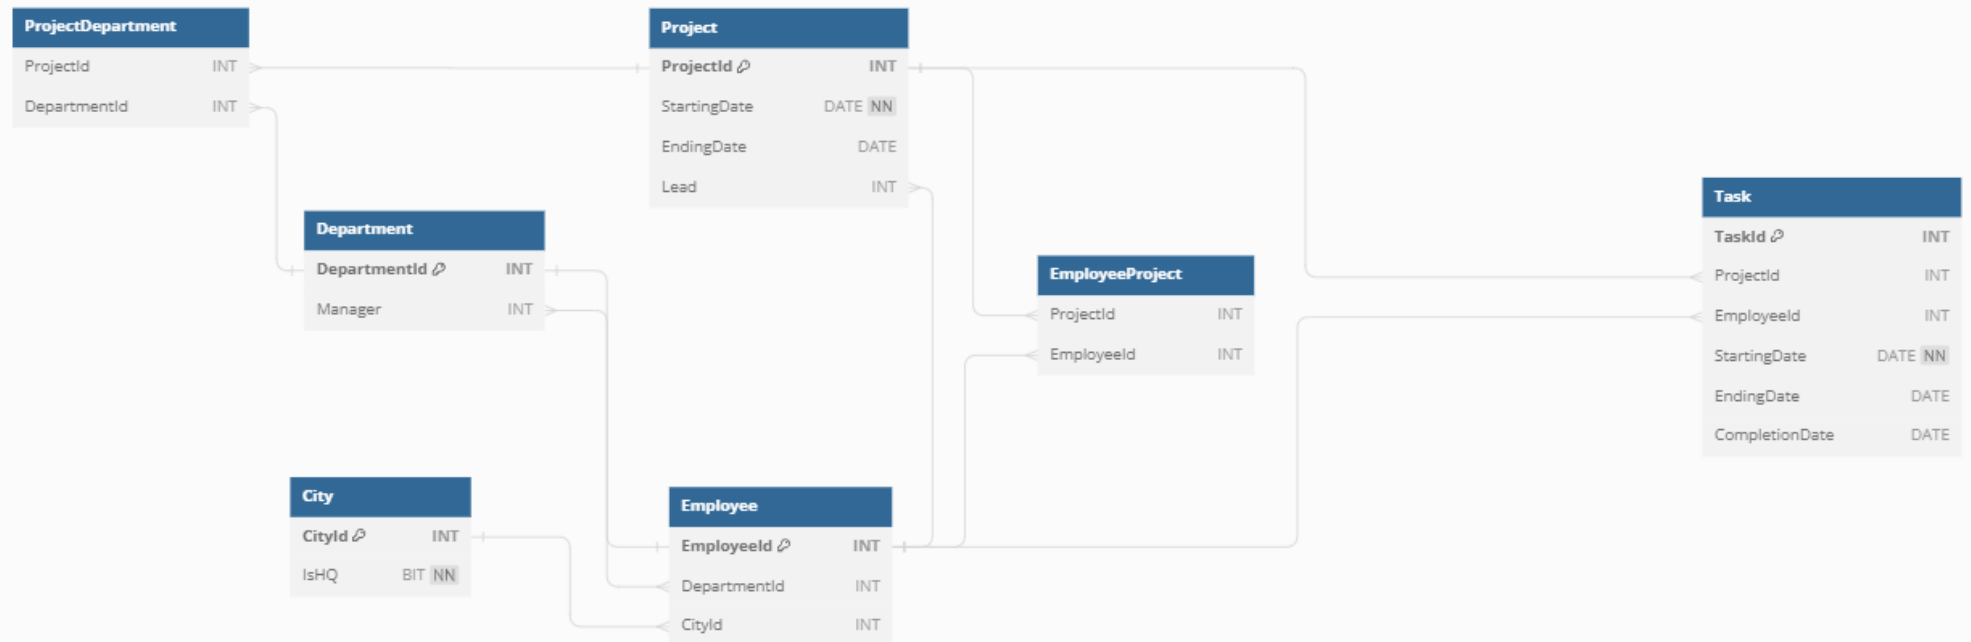 ProjectDepartment
ProjectId INT
DepartmentId INT
Project
ProjectId INT
StartingDate DATE NN
EndingDate DATE
Lead INT
Department
DepartmentId INT
Manager INT
EmployeeProject
ProjectId INT
EmployeeId INT
Task
TaskId INT
ProjectId INT
EmployeeId INT
StartingDate DATE NN
EndingDate DATE
CompletionDate DATE
City
CityId INT
IsHQ BIT NN
Employee
EmployeeId INT
DepartmentId INT
CityId INT